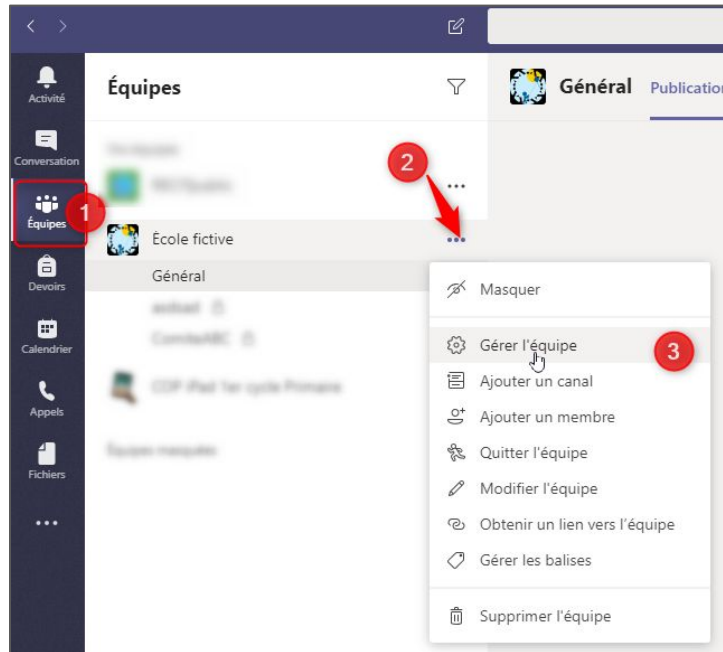 Activité
Conversation
Équipes
Devoirs
Calendrier
Appels
Fichiers
Équipes
1
2
École fictive
Général
Général
Publication
Masquer
Gérer l'équipe
3
Ajouter un canal
Ajouter un membre
Quitter l'équipe
Modifier l'équipe
Obtenir un lien vers l'équipe
Gérer les balises
Supprimer l'équipe